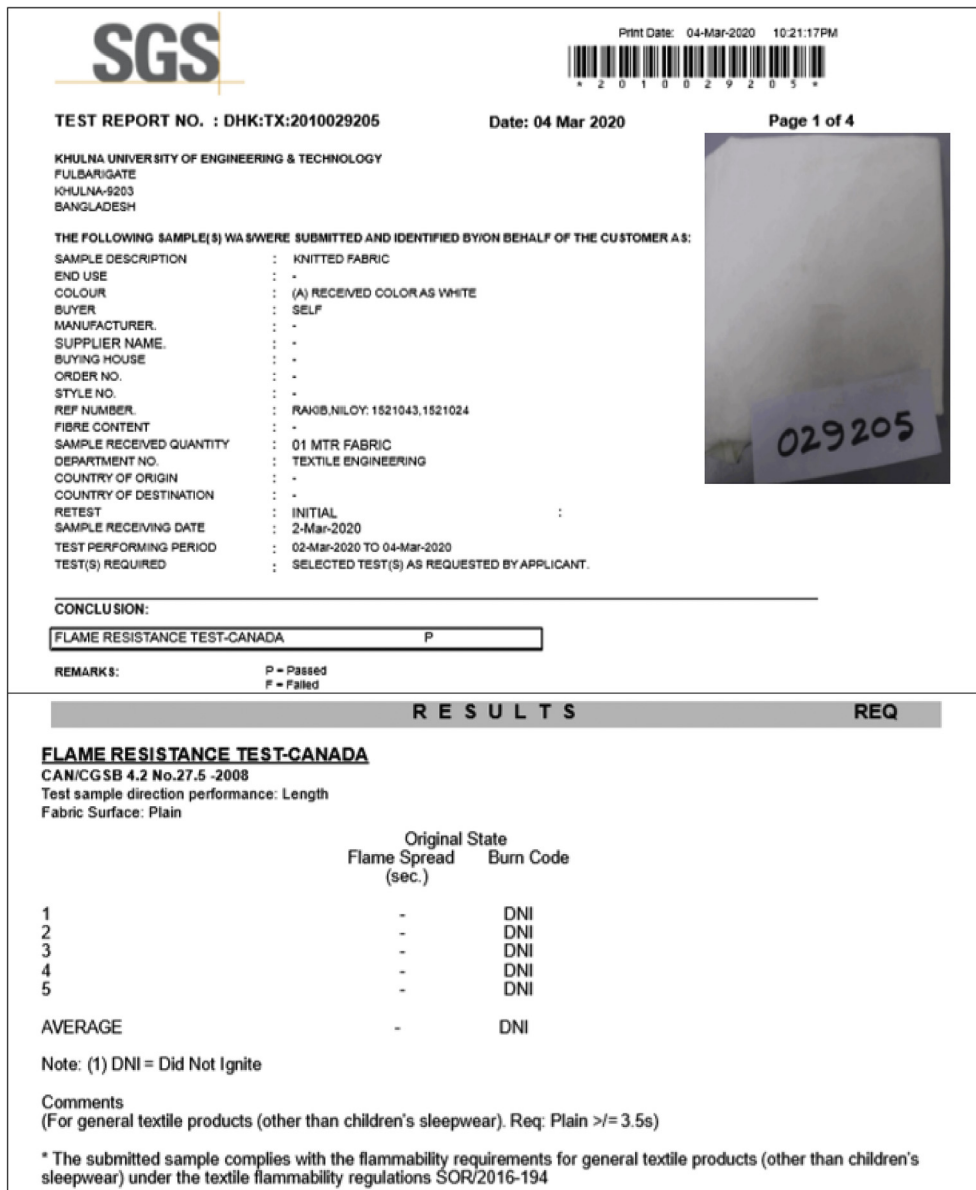 SGS
Print Date: 04-Mar-2020 10:21:17PM
* 2 0 1 0 0 2 9 2 0 5 *
TEST REPORT NO. : DHK:TX:2010029205 Date: 04 Mar 2020 Page 1 of 4
KHULNA UNIVERSITY OF ENGINEERING & TECHNOLOGY
FULBARIGATE
KHULNA-9203
BANGLADESH
THE FOLLOWING SAMPLE(S) WAS/WERE SUBMITTED AND IDENTIFIED BY/ON BEHALF OF THE CUSTOMER AS:
SAMPLE DESCRIPTION : KNITTED FABRIC
END USE : -
COLOUR : (A) RECEIVED COLOR AS WHITE
BUYER : SELF
MANUFACTURER. : -
SUPPLIER NAME. : -
BUYING HOUSE : -
ORDER NO. : -
STYLE NO. : -
REF NUMBER. : RAKIB,NILOY: 1521043,1521024
FIBRE CONTENT : -
SAMPLE RECEIVED QUANTITY : 01 MTR FABRIC
DEPARTMENT NO. : TEXTILE ENGINEERING
COUNTRY OF ORIGIN : -
COUNTRY OF DESTINATION : -
RETEST : INITIAL :
SAMPLE RECEIVING DATE : 2-Mar-2020
TEST PERFORMING PERIOD : 02-Mar-2020 TO 04-Mar-2020
TEST(S) REQUIRED : SELECTED TEST(S) AS REQUESTED BY APPLICANT.
029205
CONCLUSION:
FLAME RESISTANCE TEST-CANADA P
REMARKS: P = Passed
F = Failed
RESULTS REQ
FLAME RESISTANCE TEST-CANADA
CAN/CGSB 4.2 No.27.5 -2008
Test sample direction performance: Length
Fabric Surface: Plain
Original State
Flame Spread Burn Code
(sec.)
1 - DNI
2 - DNI
3 - DNI
4 - DNI
5 - DNI
AVERAGE - DNI
Note: (1) DNI = Did Not Ignite
Comments
(For general textile products (other than children's sleepwear). Req: Plain >/= 3.5s)
* The submitted sample complies with the flammability requirements for general textile products (other than children's
sleepwear) under the textile flammability regulations SOR/2016-194